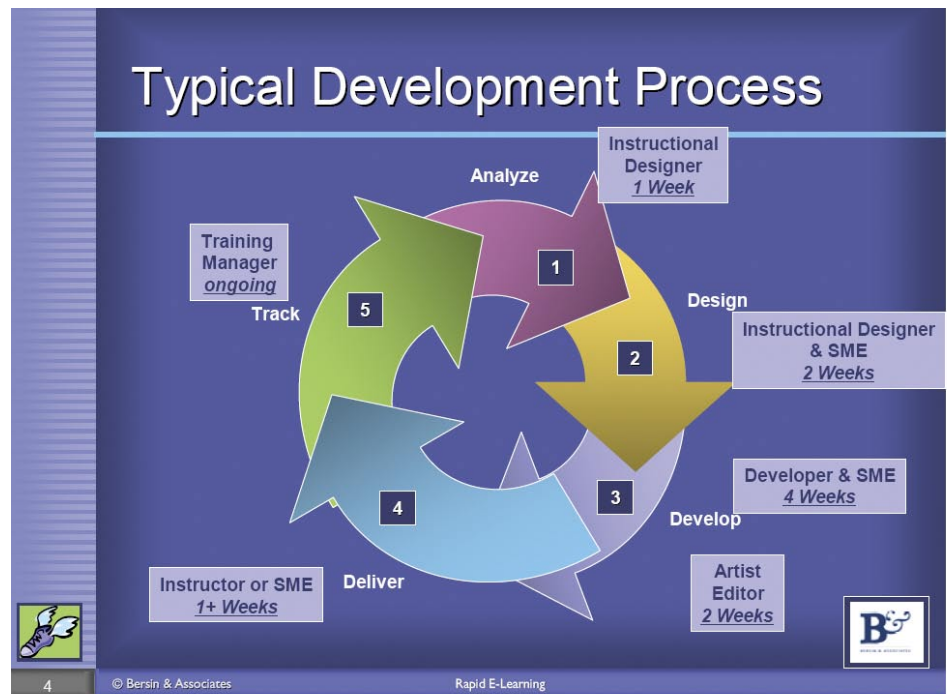 Typical Development Process
Analyze
Instructional
Designer
1 Week
1
Design
Instructional Designer
& SME
2 Weeks
2
Developer & SME
4 Weeks
3
Develop
Artist
Editor
2 Weeks
Deliver
4
Instructor or SME
1+ Weeks
Training
Manager
ongoing
Track
5
B&
BERSIN & ASSOCIATES
4
© Bersin & Associates
Rapid E-Learning